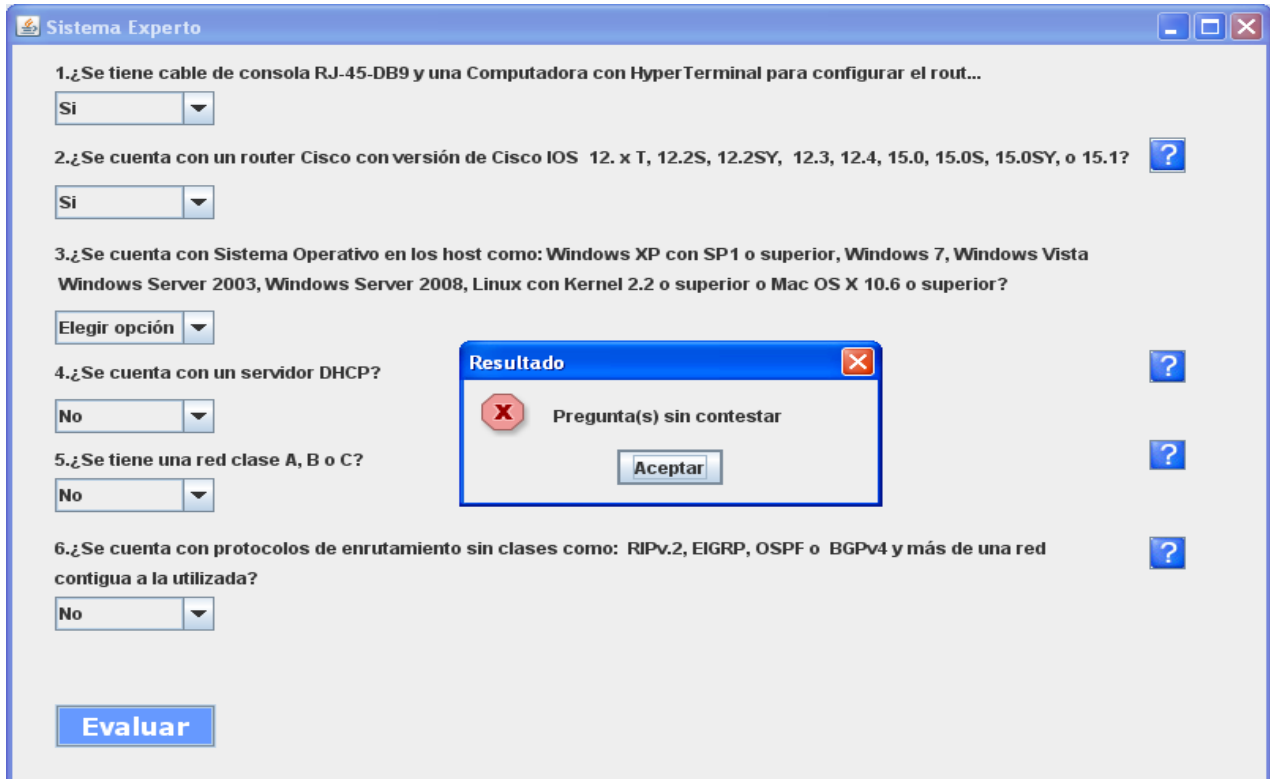 Sistema Experto
1.¿Se tiene cable de consola RJ-45-DB9 y una Computadora con HyperTerminal para configurar el rout...
Si
2.¿Se cuenta con un router Cisco con versión de Cisco IOS 12. x T, 12.2S, 12.2SY, 12.3, 12.4, 15.0, 15.0S, 15.0SY, o 15.1?
?
Si
3.¿Se cuenta con Sistema Operativo en los host como: Windows XP con SP1 o superior, Windows 7, Windows Vista
Windows Server 2003, Windows Server 2008, Linux con Kernel 2.2 o superior o Mac OS X 10.6 o superior?
Elegir opción
4.¿Se cuenta con un servidor DHCP?
?
No
5.¿Se tiene una red clase A, B o C?
?
No
6.¿Se cuenta con protocolos de enrutamiento sin clases como: RIPv.2, EIGRP, OSPF o BGPv4 y más de una red
contigua a la utilizada?
?
No
Evaluar
Resultado
Pregunta(s) sin contestar
Aceptar